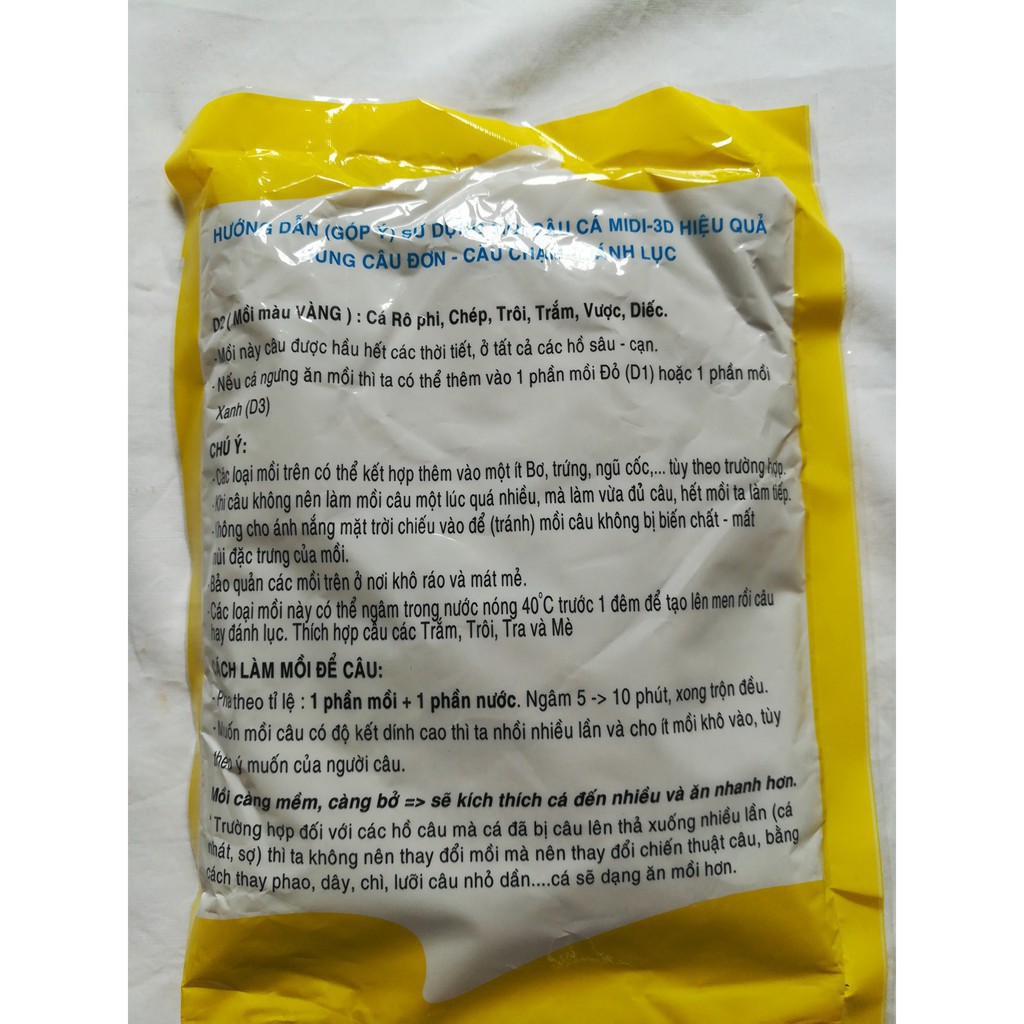 HƯỚNG DẪN (GÓP Ý) SỬ DỤNG CÂU CÁ MIDI-3D HIỆU QUẢ
CÂU ĐƠN - CÂU LỤC
D2 ( Mồi màu VÀNG ) : Cá Rô phi, Chép, Trôi, Trắm, Vược, Diếc.
-Mồi này câu được hầu hết các thời tiết, ở tất cả các hồ sâu - cạn.
-Nếu cá ngưng ăn mồi thì ta có thể thêm vào 1 phần mồi Đỏ (D1) hoặc 1 phần mồi
Xanh (D3)
CHÚ Ý:
-Các loại mồi trên có thể kết hợp thêm vào một ít Bơ, trứng, ngũ cốc,... tùy theo trường hợp.
-Khi câu không nên làm mồi câu một lúc quá nhiều, mà làm vừa đủ câu, hết mồi ta làm tiếp.
-Không cho ánh nắng mặt trời chiếu vào để (tránh) mồi câu không bị biến chất - mất
mùi đặc trưng của mồi.
-Bảo quản các mồi trên ở nơi khô ráo và mát mẻ.
-Các loại mồi này có thể ngâm trong nước nóng 40°C trước 1 đêm để tạo lên men rồi câu
hay đánh lục. Thích hợp câu các Trắm, Trôi, Tra và Mè
CÁCH LÀM MỒI ĐỂ CÂU:
-Pha theo tỉ lệ : 1 phần mồi + 1 phần nước. Ngâm 5 -> 10 phút, xong trộn đều.
-Muốn mồi câu có độ kết dính cao thì ta nhồi nhiều lần và cho ít mồi khô vào, tùy
theo ý muốn của người câu.
Mồi càng mềm, càng bở => sẽ kích thích cá đến nhiều và ăn nhanh hơn.
* Trường hợp đối với các hồ câu mà cá đã bị câu lên thả xuống nhiều lần (cá
nhát, sợ) thì ta không nên thay đổi mồi mà nên thay đổi chiến thuật câu, bằng
cách thay phao, dây, chì, lưỡi câu nhỏ dần....cá sẽ dạng ăn mồi hơn.